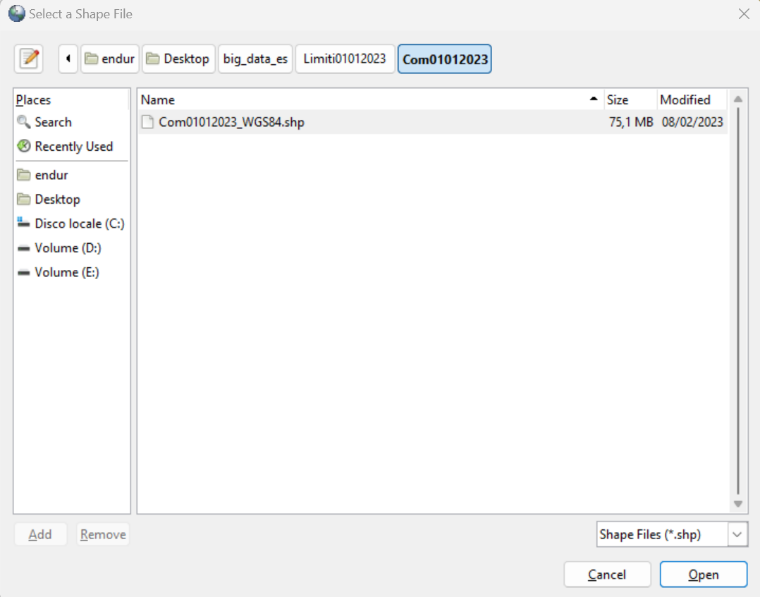 Select a Shape File
endur Desktop big_data_es Limiti01012023 Com01012023
Places
Search
Recently Used
endur
Desktop
Disco locale (C:)
Volume (D:)
Volume (E:)
Name Size Modified
Com01012023_WGS84.shp 75,1 MB 08/02/2023
Add Remove
Shape Files (*.shp)
Cancel Open